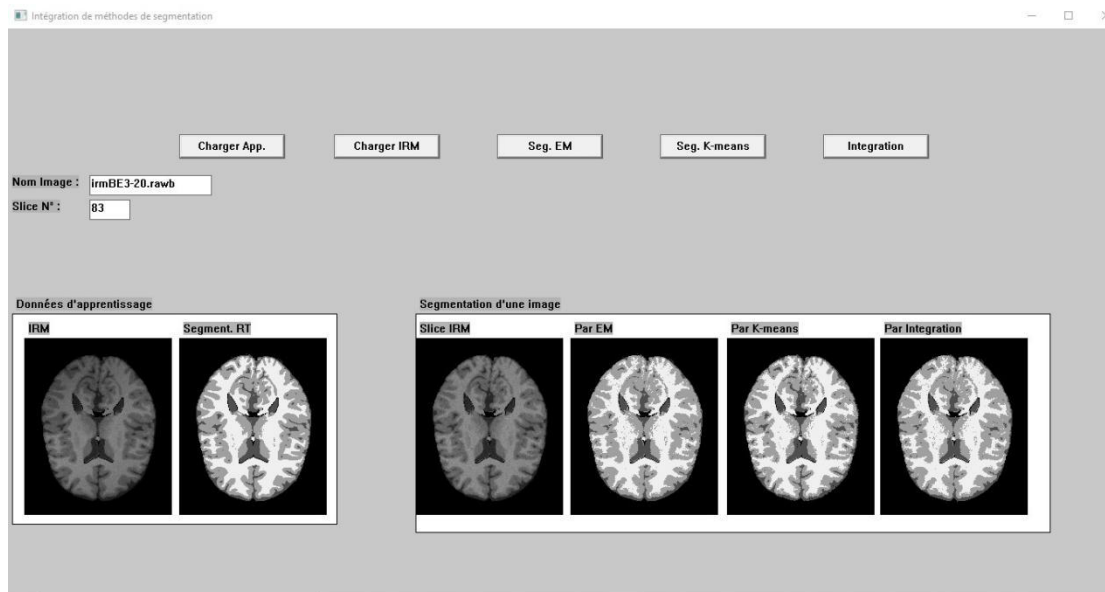 Intégration de méthodes de segmentation
Charger App. Charger IRM Seg. EM Seg. K-means Integration
Nom Image : irmBE3-20.rawb
Slice N° : 83
Données d'apprentissage
IRM Segment. RT
Segmentation d'une image
Slice IRM Par EM Par K-means Par Integration